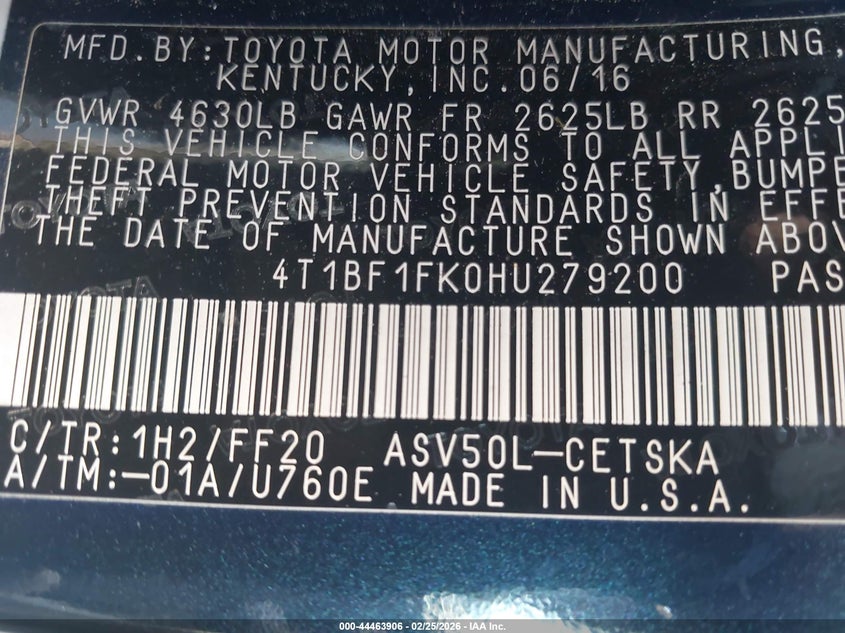 MFD.BY:TOYOTA MOTOR MANUFACTURING,
KENTUCKY,INC.06/16
GVWR 4630LB GAWR FR 2625LB RR 2625
THIS VEHICLE CONFORMS TO ALL APPLI
FEDERAL MOTOR VEHICLE SAFETY,BUMPE
THEFT PREVENTION STANDARDS IN EFFE
THE DATE OF MANUFACTURE SHOWN ABOV
4T1BF1FK0HU279200 PAS
C/TR:1H2/FF20 ASV50L-CETSKA
A/TM:-01A/U760E MADE IN U.S.A.
000-44463906 - 02/25/2026 - IAA Inc.